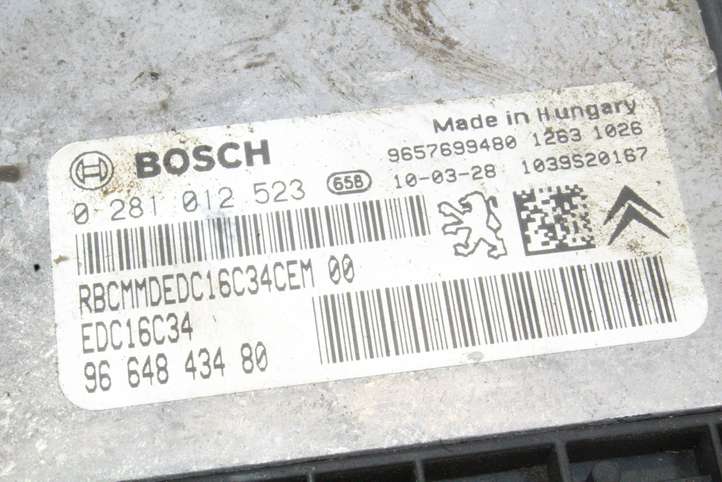 BOSCH
Made in Hungary
9657699480 1263 1026
0 281 012 523 658 10-03-28 1039S20167
RBCMMDEDC16C34CEM 00
EDC16C34
96 648 434 80